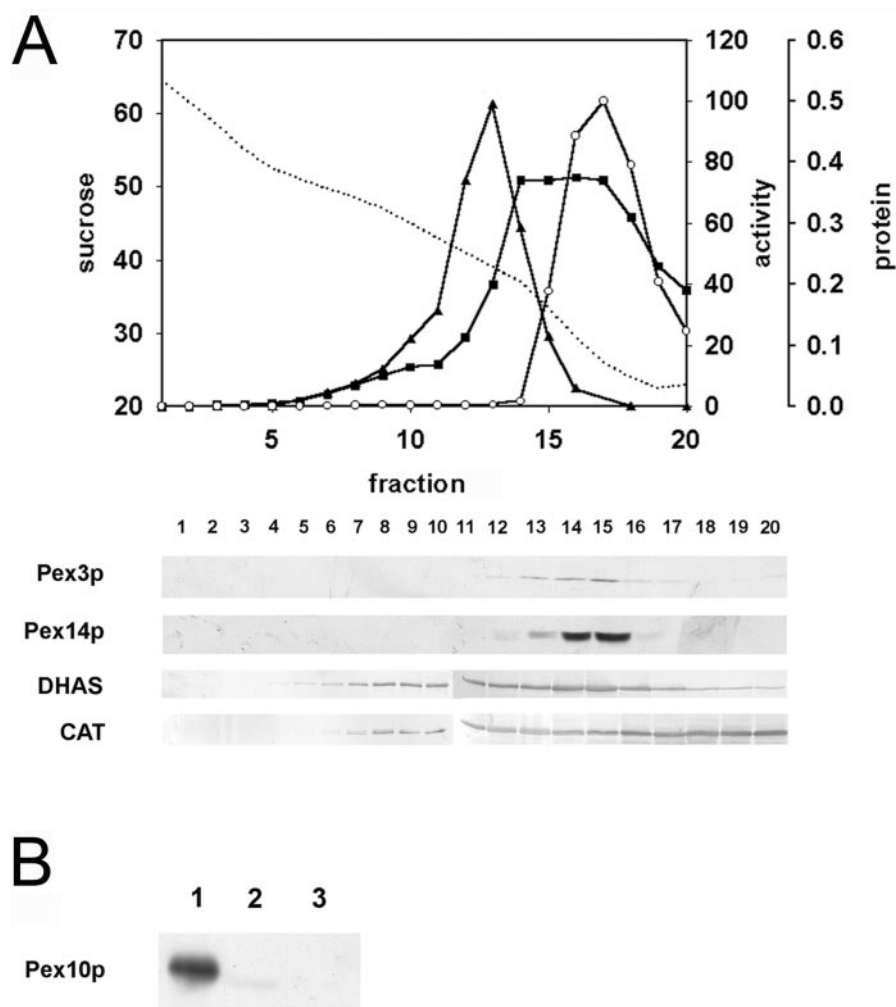 A
70
60
50
40
30
20
sucrose
120
100
80
60
40
20
0
activity
0.6
0.5
0.4
0.3
0.2
0.1
0.0
protein
5 10 15 20
fraction
1 2 3 4 5 6 7 8 9 10 11 12 13 14 15 16 17 18 19 20
Pex3p
Pex14p
DHAS
CAT
B
1 2 3
Pex10p